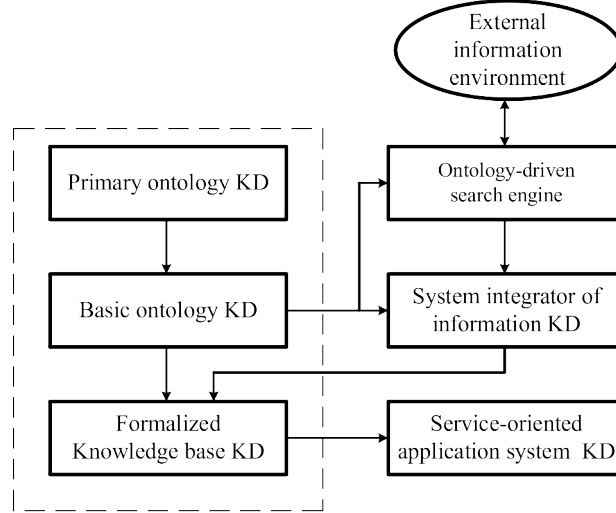 External
information
environment
Primary ontology KD
Ontology-driven
search engine
Basic ontology KD
System integrator of
information KD
Formalized
Knowledge base KD
Service-oriented
application system KD